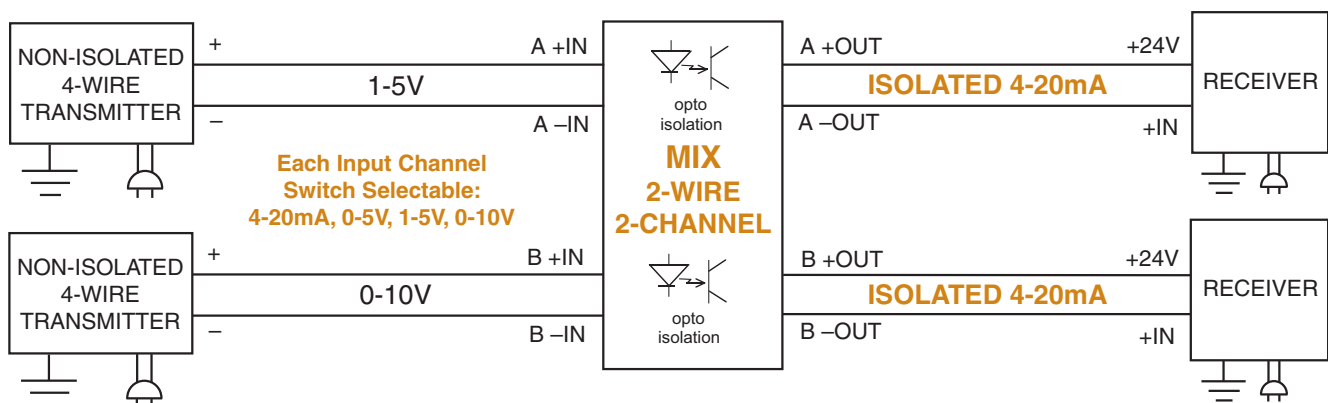 NON-ISOLATED
4-WIRE
TRANSMITTER
+
–
1-5V
A +IN
A –IN
Each Input Channel
Switch Selectable:
4-20mA, 0-5V, 1-5V, 0-10V
NON-ISOLATED
4-WIRE
TRANSMITTER
+
–
0-10V
B +IN
B –IN
opto
isolation
MIX
2-WIRE
2-CHANNEL
opto
isolation
A +OUT
ISOLATED 4-20mA
A –OUT
+24V
+IN
RECEIVER
B +OUT
ISOLATED 4-20mA
B –OUT
+24V
+IN
RECEIVER